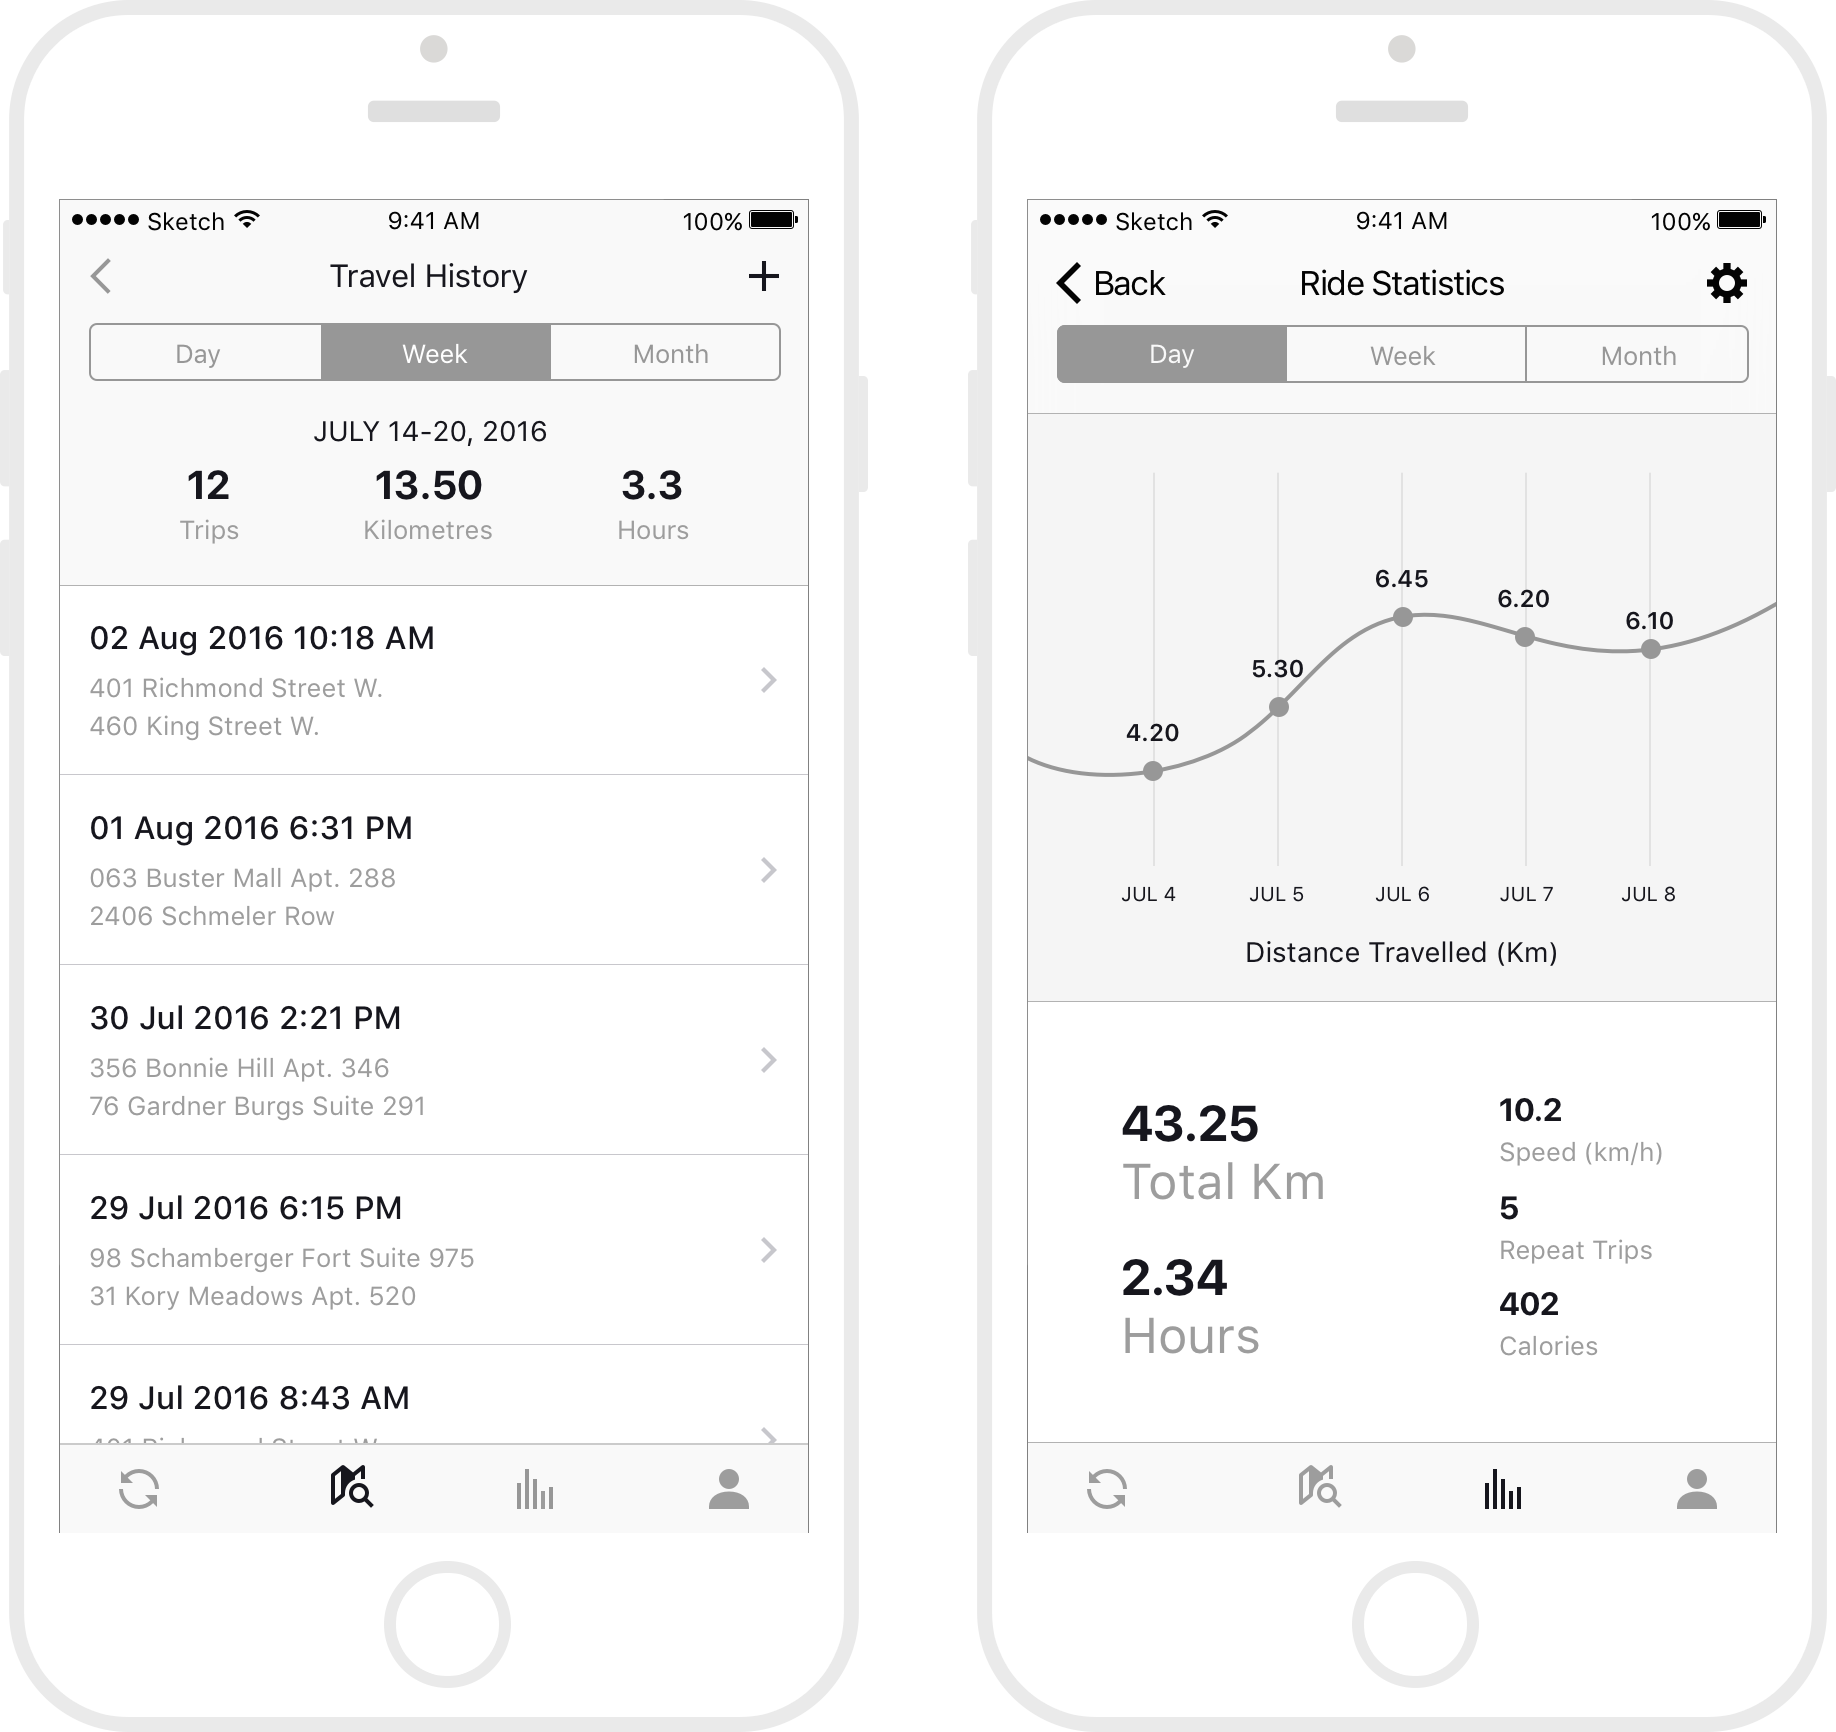 Sketch 9:41 AM 100%
Travel History
Day Week Month
JULY 14-20, 2016
12 13.50 3.3
Trips Kilometres Hours
02 Aug 2016 10:18 AM
401 Richmond Street W.
460 King Street W.
01 Aug 2016 6:31 PM
063 Buster Mall Apt. 288
2406 Schmeler Row
30 Jul 2016 2:21 PM
356 Bonnie Hill Apt. 346
76 Gardner Burgs Suite 291
29 Jul 2016 6:15 PM
98 Schamberger Fort Suite 975
31 Kory Meadows Apt. 520
29 Jul 2016 8:43 AM
Sketch 9:41 AM 100%
Back Ride Statistics
Day Week Month
6.45
6.20
6.10
5.30
4.20
JUL 4 JUL 5 JUL 6 JUL 7 JUL 8
Distance Travelled (Km)
43.25
Total Km
2.34
Hours
10.2
Speed (km/h)
5
Repeat Trips
402
Calories